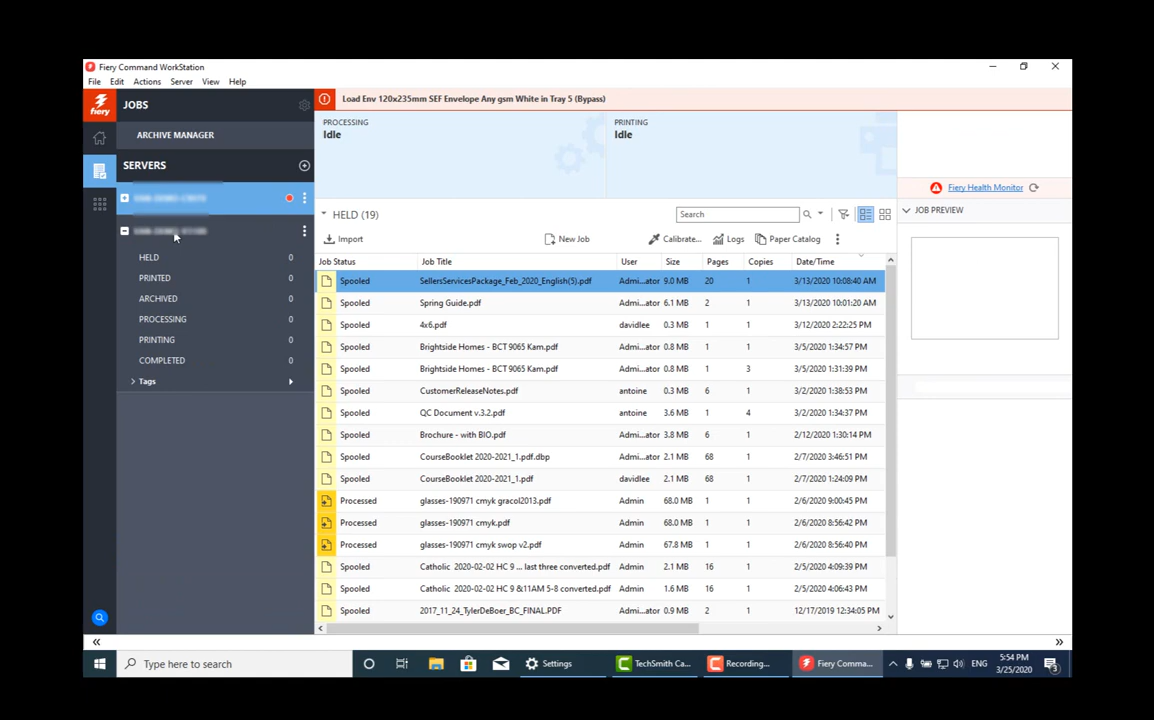 Fiery Command WorkStation
File Edit Actions Server View Help
fiery
JOBS
Load Env 120x235mm SEF Envelope Any gsm White in Tray 5 (Bypass)
ARCHIVE MANAGER
PROCESSING
Idle
PRINTING
Idle
SERVERS
Fiery Health Monitor
HELD (19)
Search
JOB PREVIEW
Import New Job Calibrate... Logs Paper Catalog
HELD 0
PRINTED 0
ARCHIVED 0
PROCESSING 0
PRINTING 0
COMPLETED 0
Tags
Job Status Job Title User Size Pages Copies Date/Time
Spooled SellersServicesPackage_Feb_2020_English(5).pdf Admi...ator 9.0 MB 20 1 3/13/2020 10:08:40 AM
Spooled Spring Guide.pdf Admi...ator 6.1 MB 2 1 3/13/2020 10:01:20 AM
Spooled 4x6.pdf davidlee 0.3 MB 1 1 3/12/2020 2:22:25 PM
Spooled Brightside Homes - BCT 9065 Kam.pdf Admi...ator 0.8 MB 1 1 3/5/2020 1:34:57 PM
Spooled Brightside Homes - BCT 9065 Kam.pdf Admi...ator 0.8 MB 1 3 3/5/2020 1:31:39 PM
Spooled CustomerReleaseNotes.pdf antoine 0.3 MB 6 1 3/2/2020 1:38:53 PM
Spooled QC Document v.3.2.pdf antoine 3.6 MB 1 4 3/2/2020 1:34:37 PM
Spooled Brochure - with BIO.pdf Admi...ator 3.8 MB 6 1 2/12/2020 1:30:14 PM
Spooled CourseBooklet 2020-2021_1.pdf.dbp Admi...ator 2.1 MB 68 1 2/7/2020 3:46:51 PM
Spooled CourseBooklet 2020-2021_1.pdf davidlee 2.1 MB 68 1 2/7/2020 1:24:09 PM
Processed glasses-190971 cmyk gracol2013.pdf Admin 68.0 MB 1 1 2/6/2020 9:00:45 PM
Processed glasses-190971 cmyk.pdf Admin 68.0 MB 1 1 2/6/2020 8:56:42 PM
Processed glasses-190971 cmyk swop v2.pdf Admin 67.8 MB 1 1 2/6/2020 8:56:40 PM
Spooled Catholic 2020-02-02 HC 9 ... last three converted.pdf Admin 2.1 MB 16 1 2/5/2020 4:09:39 PM
Spooled Catholic 2020-02-02 HC 9 &11AM 5-8 converted.pdf Admin 1.6 MB 16 1 2/5/2020 4:06:43 PM
Spooled 2017_11_24_TylerDeBoer_BC_FINAL.PDF Admi...ator 0.9 MB 2 1 12/17/2019 12:34:05 PM
Type here to search
Settings
TechSmith Ca...
Recording...
Fiery Comma...
ENG
5:54 PM
3/25/2020
3